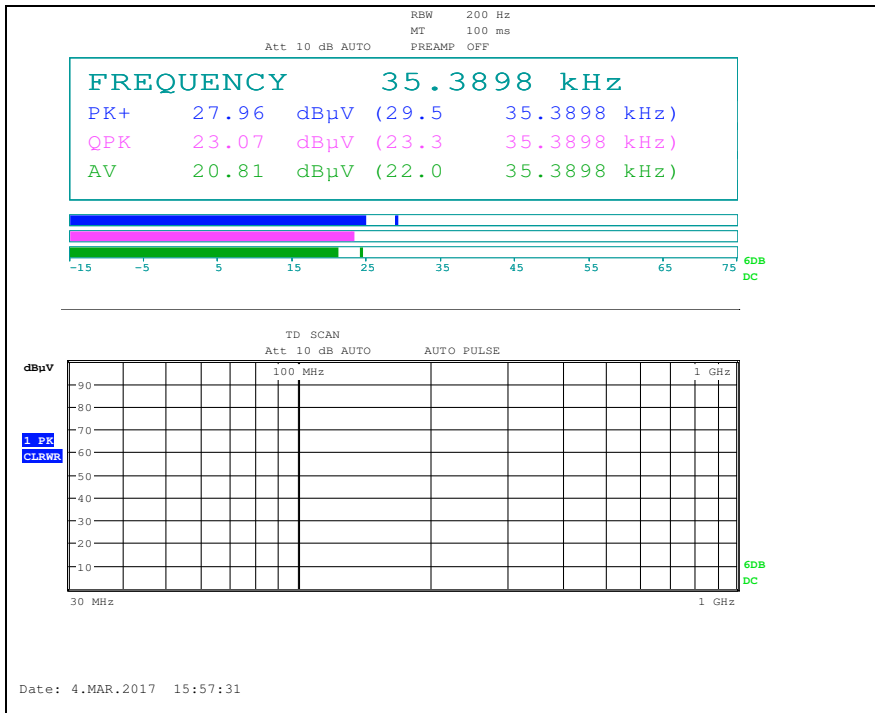 RBW 200 Hz
MT 100 ms
Att 10 dB AUTO PREAMP OFF
FREQUENCY 35.3898 kHz
PK+ 27.96 dBµV (29.5 35.3898 kHz)
QPK 23.07 dBµV (23.3 35.3898 kHz)
AV 20.81 dBµV (22.0 35.3898 kHz)
-15 -5 5 15 25 35 45 55 65 75
6DB
DC
TD SCAN
Att 10 dB AUTO AUTO PULSE
dBµV
100 MHz 1 GHz
90
80
70
1 PK
CLRWR
60
50
40
30
20
10
6DB
DC
30 MHz 1 GHz
Date: 4.MAR.2017 15:57:31